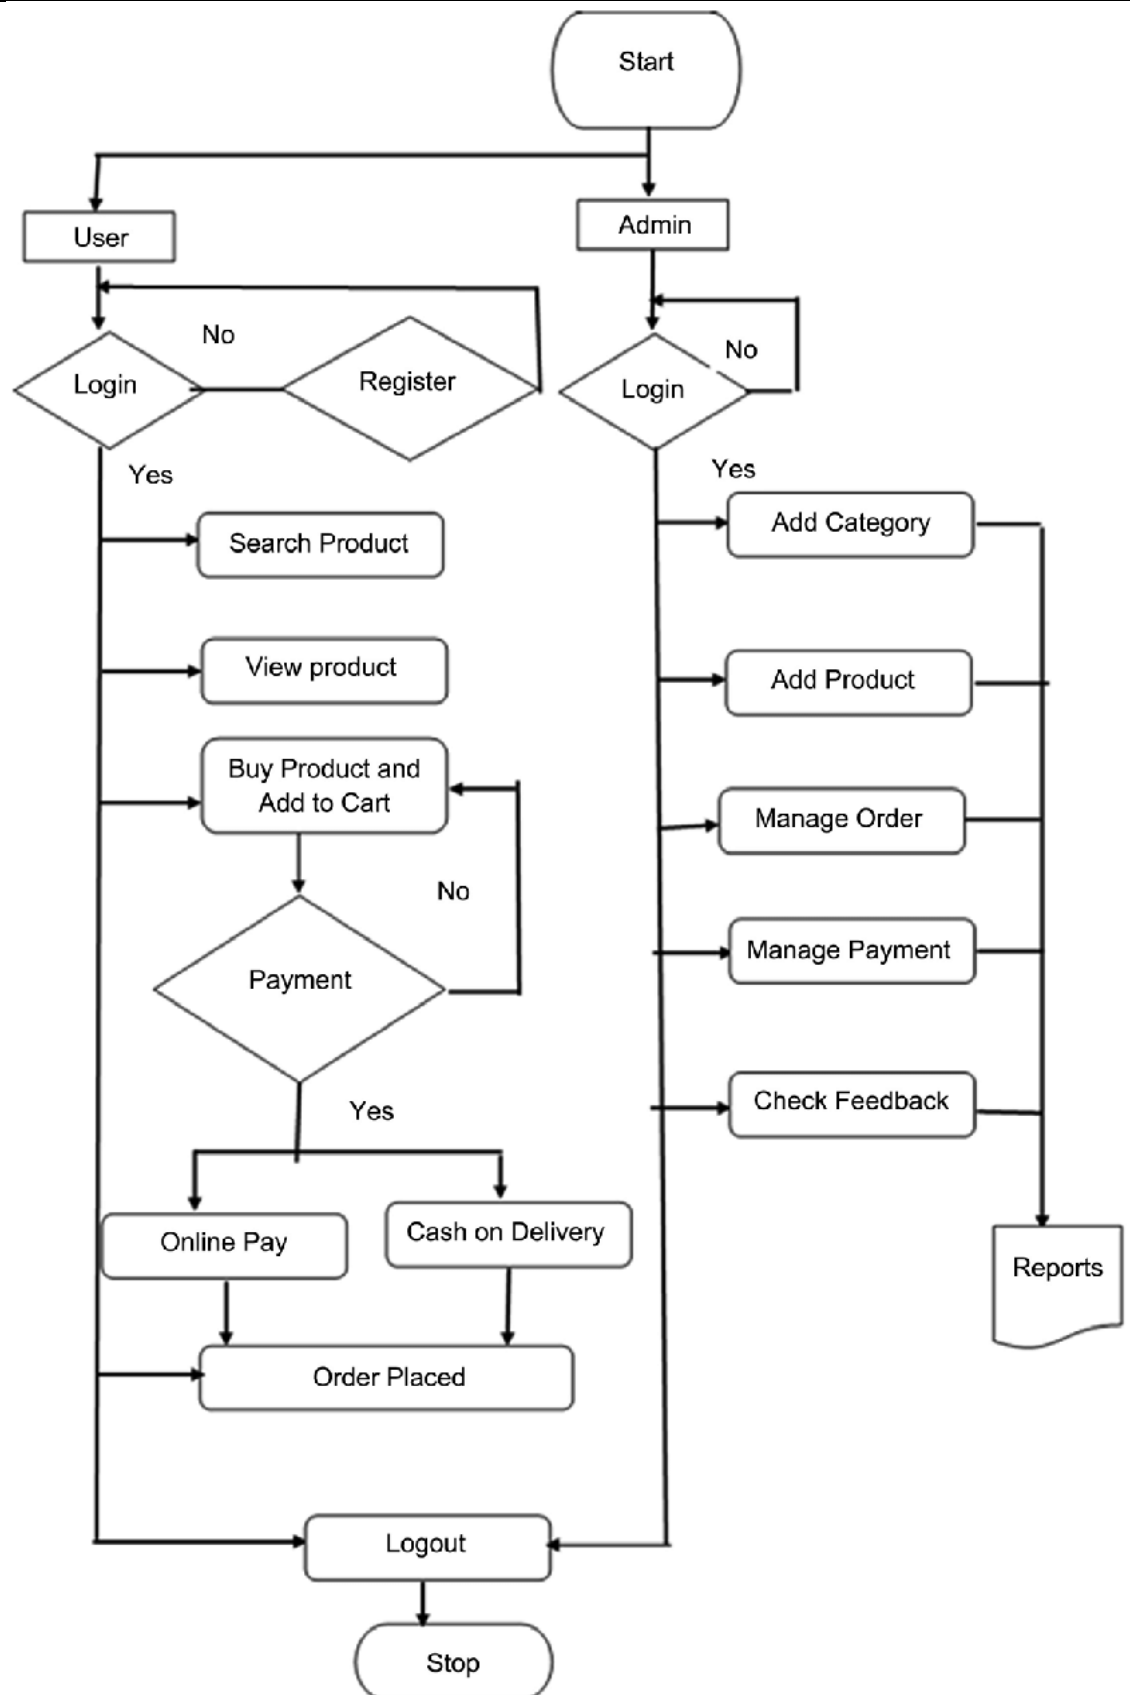 Start
User
Admin
No
Login
Register
No
Login
Yes
Yes
Search Product
Add Category
View product
Add Product
Buy Product and
Add to Cart
Manage Order
No
Payment
Manage Payment
Yes
Check Feedback
Online Pay
Cash on Delivery
Reports
Order Placed
Logout
Stop